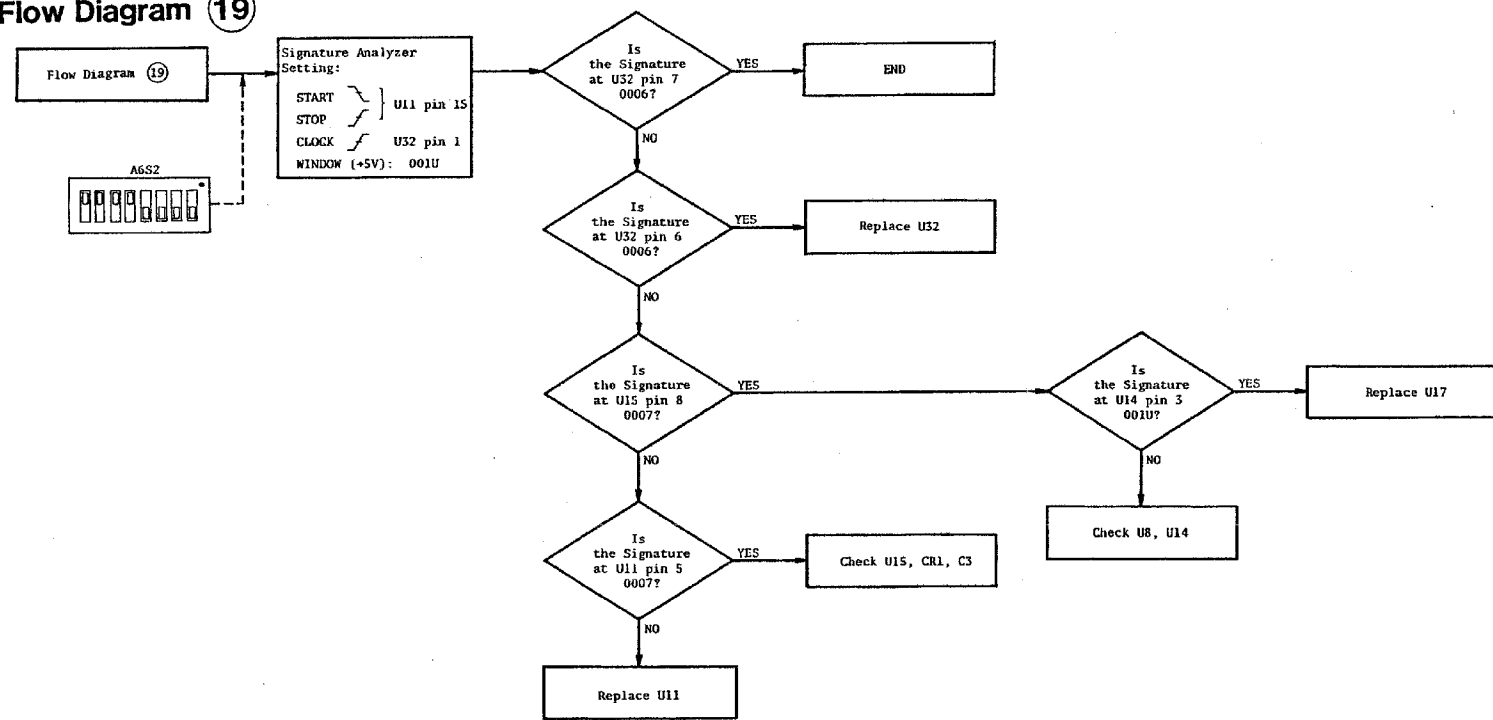 Flow Diagram 19
Flow Diagram 19
Signature Analyzer
Setting:
START
STOP
U11 pin 15
CLOCK U32 pin 1
WINDOW (+5V): 001U
A6S2
Is
the Signature
at U32 pin 7
0006?
YES
END
NO
Is
the Signature
at U32 pin 6
0006?
YES
Replace U32
NO
Is
the Signature
at U15 pin 8
0007?
YES
Is
the Signature
at U14 pin 3
001U?
YES
Replace U17
NO
Check U8, U14
NO
Is
the Signature
at U11 pin 5
0007?
YES
Check U15, CR1, C3
NO
Replace U11